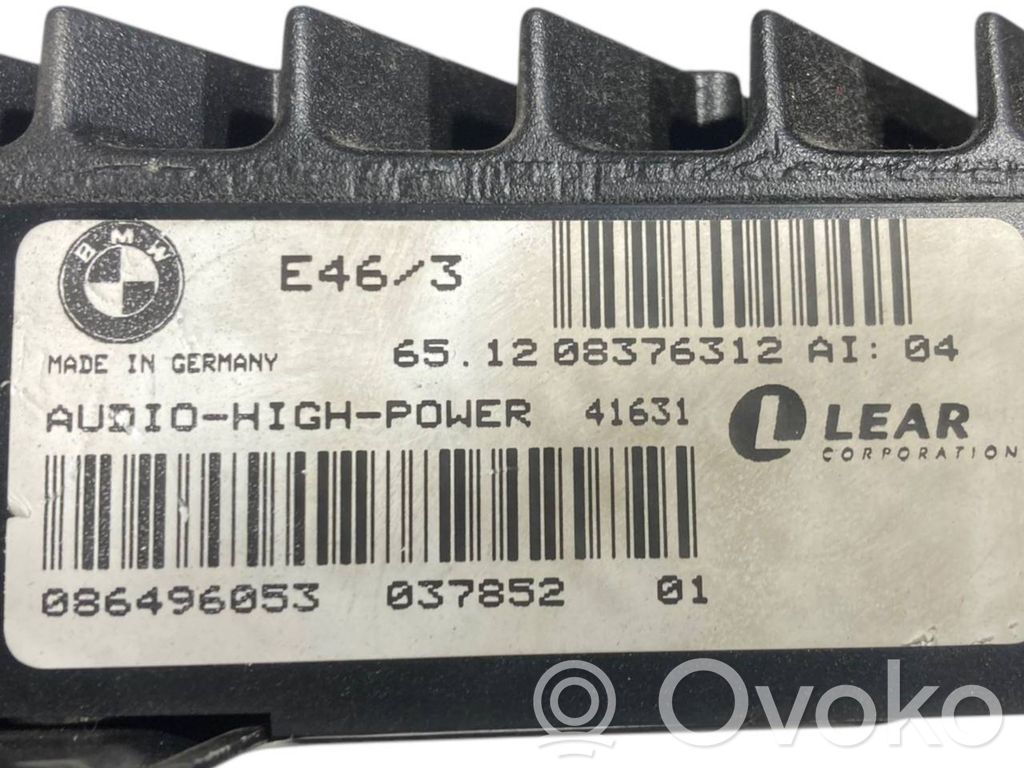 BMW
E46/3
MADE IN GERMANY
65.12 08376312 AI: 04
AUDIO-HIGH-POWER 41631
LEAR
CORPORATION
086496053 037852 01
Ovoko